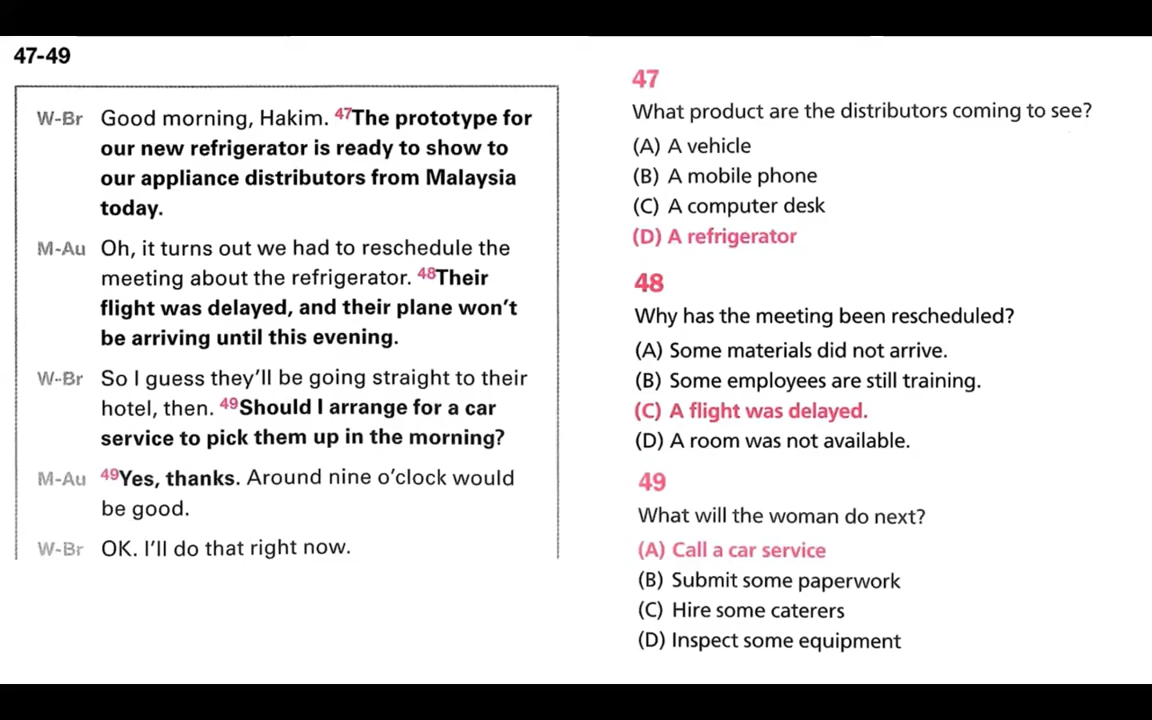 47-49
W-Br Good morning, Hakim. 47The prototype for
our new refrigerator is ready to show to
our appliance distributors from Malaysia
today.
M-Au Oh, it turns out we had to reschedule the
meeting about the refrigerator. 48Their
flight was delayed, and their plane won't
be arriving until this evening.
W-Br So I guess they'll be going straight to their
hotel, then. 49Should I arrange for a car
service to pick them up in the morning?
M-Au 49Yes, thanks. Around nine o'clock would
be good.
W-Br OK. I'll do that right now.
47
What product are the distributors coming to see?
(A) A vehicle
(B) A mobile phone
(C) A computer desk
(D) A refrigerator
48
Why has the meeting been rescheduled?
(A) Some materials did not arrive.
(B) Some employees are still training.
(C) A flight was delayed.
(D) A room was not available.
49
What will the woman do next?
(A) Call a car service
(B) Submit some paperwork
(C) Hire some caterers
(D) Inspect some equipment